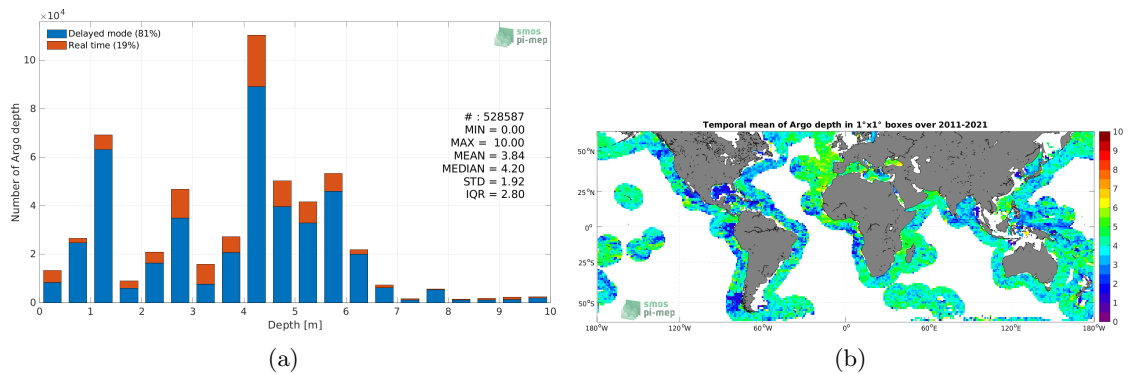 ×10⁴
Delayed mode (81%)
Real time (19%)
smos
pi-mep
# : 528587
MIN = 0.00
MAX = 10.00
MEAN = 3.84
MEDIAN = 4.20
STD = 1.92
IQR = 2.80
Number of Argo depth
10
8
6
4
2
0
0 1 2 3 4 5 6 7 8 9 10
Depth [m]
(a)
Temporal mean of Argo depth in 1°x1° boxes over 2011-2021
50°N
25°N
0°
25°S
50°S
180°W 120°W 60°W 0° 60°E 120°E 180°W
smos
pi-mep
10
9
8
7
6
5
4
3
2
1
0
(b)